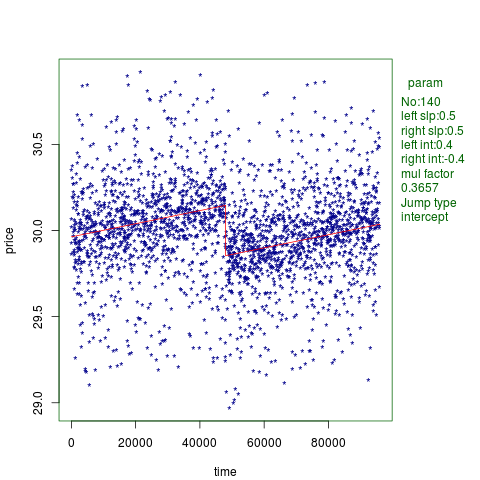 param
No:140
left slp:0.5
right slp:0.5
left int:0.4
right int:-0.4
mul factor
0.3657
Jump type
intercept
price
30.5
30.0
29.5
29.0
0 20000 40000 60000 80000
time